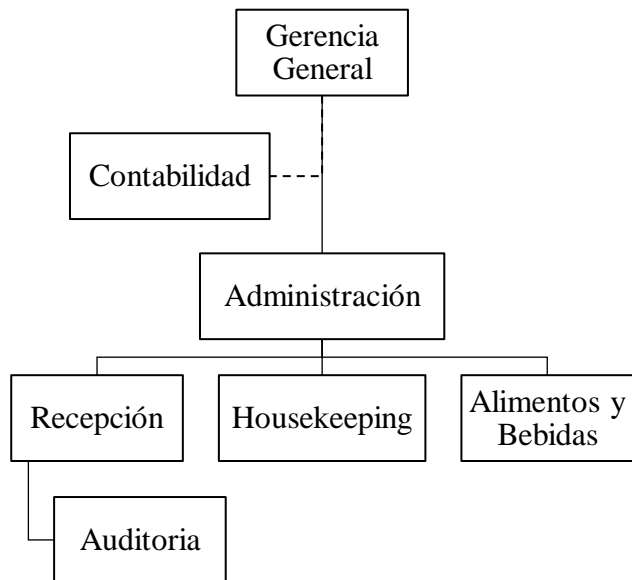 Gerencia
General
Contabilidad
Administración
Recepción
Housekeeping
Alimentos y
Bebidas
Auditoria